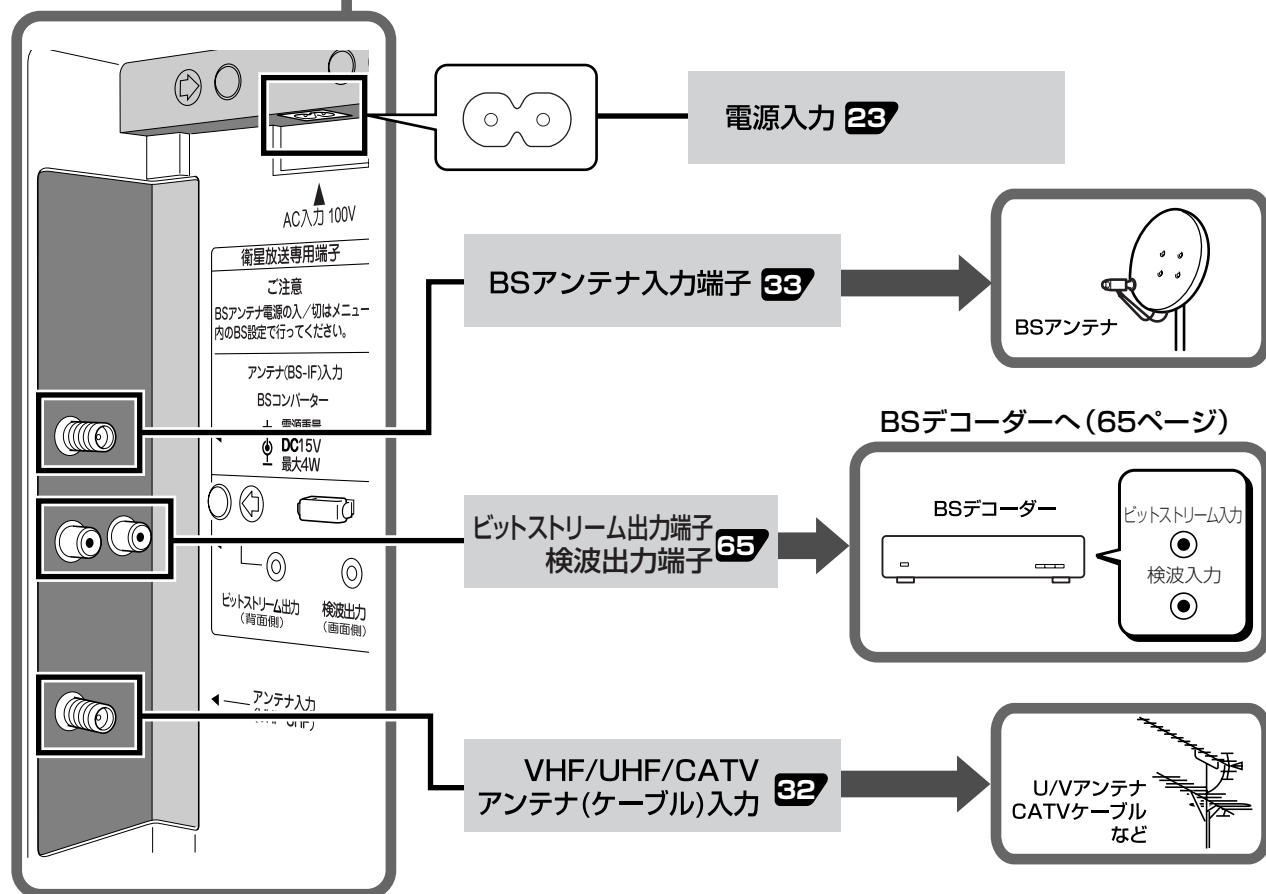 電源入力 23
AC入力 100V
衛星放送専用端子
ご注意
BSアンテナ電源の入／切はメニュー
内のBS設定で行ってください。
アンテナ(BS-IF)入力
BSコンバーター
電源重畳
DC15V
最大4W
ビットストリーム出力
(背面側)
検波出力
(画面側)
アンテナ入力
BSアンテナ入力端子 33
BSアンテナ
BSデコーダーへ(65ページ)
ビットストリーム出力端子
検波出力端子
65
BSデコーダー
ビットストリーム入力
検波入力
VHF/UHF/CATV
アンテナ(ケーブル)入力
32
U/Vアンテナ
CATVケーブル
など